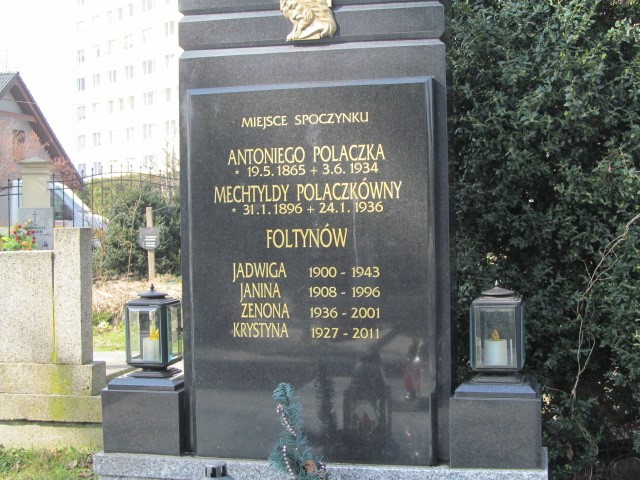 MIEJSCE SPOCZYNKU
ANTONIEGO POLACZKA
* 19.5.1865 + 3.6.1934
MECHTYLDY POLACZKÓWNY
* 31.1.1896 + 24.1.1936
FOLTYNÓW
JADWIGA 1900 - 1943
JANINA 1908 - 1996
ZENONA 1936 - 2001
KRYSTYNA 1927 - 2011